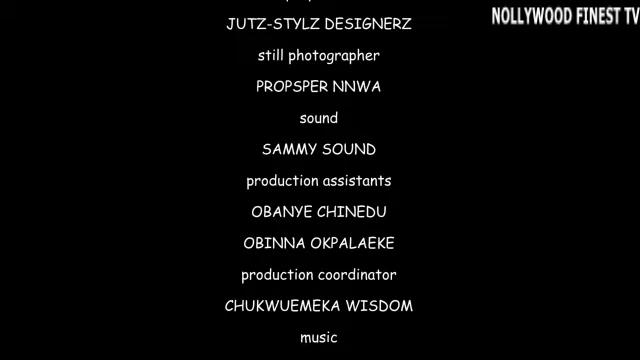 NOLLYWOOD FINEST TV
JUTZ-STYLZ DESIGNERZ
still photographer
PROPSPER NNWA
sound
SAMMY SOUND
production assistants
OBANYE CHINEDU
OBINNA OKPALAEKE
production coordinator
CHUKWUEMEKA WISDOM
music